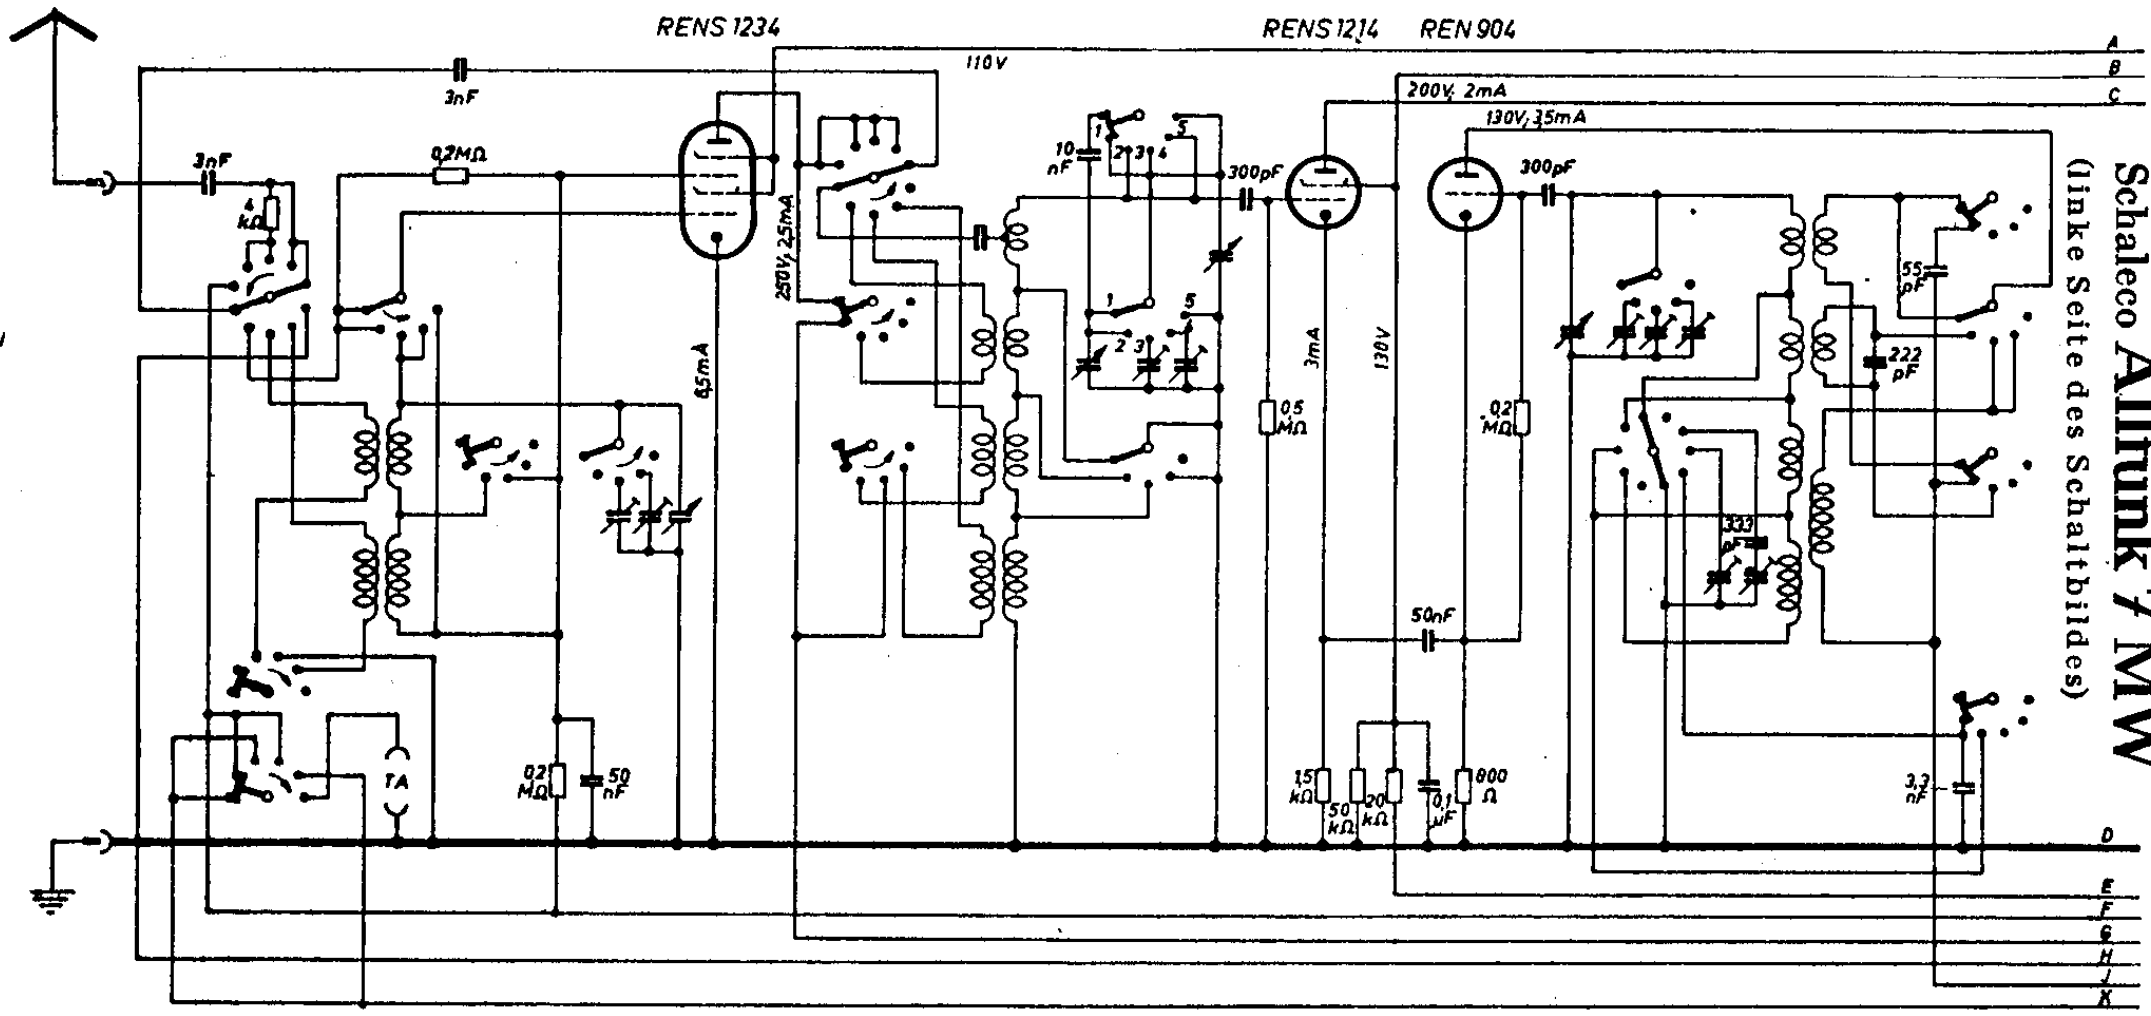 RENS 1234
RENS 1214
REN 904
A
110V
B
3nF
200V; 2mA
C
130V; 3,5mA
3nF
0,2MΩ
10
nF
1
5
2 3 4
300pF
300pF
4
kΩ
250V; 2,5mA
55
pF
1
5
2 3
222
pF
6,5mA
3mA
130V
0,5
MΩ
0,2
MΩ
333
pF
50nF
TA
0,2
MΩ
50
nF
1,5
kΩ
50
kΩ
20
kΩ
0,1
µF
800
Ω
3,3
nF
D
E
F
G
H
J
K
Schaleco Allfunk 7 MW
(linke Seite des Schaltbildes)